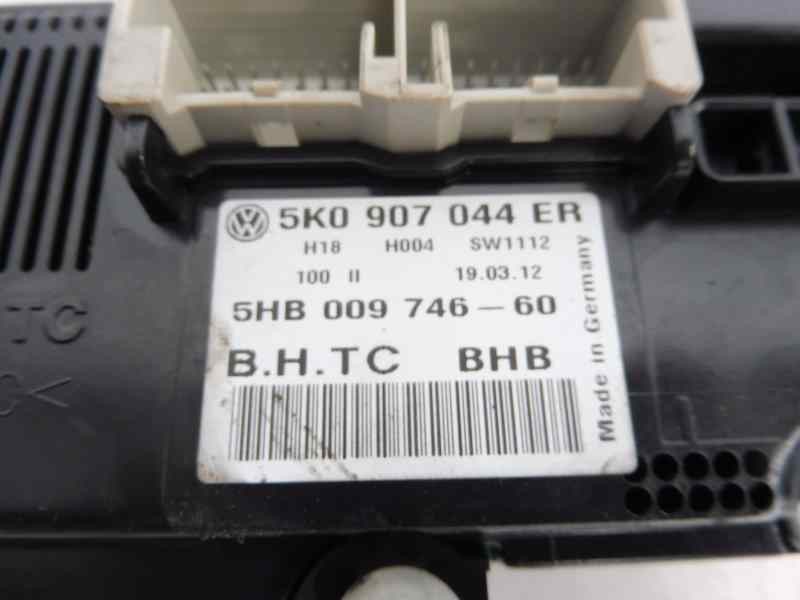 5K0 907 044 ER
H18 H004 SW1112
100 II 19.03.12
5HB 009 746-60
B.H.TC BHB
Made in Germany
TC